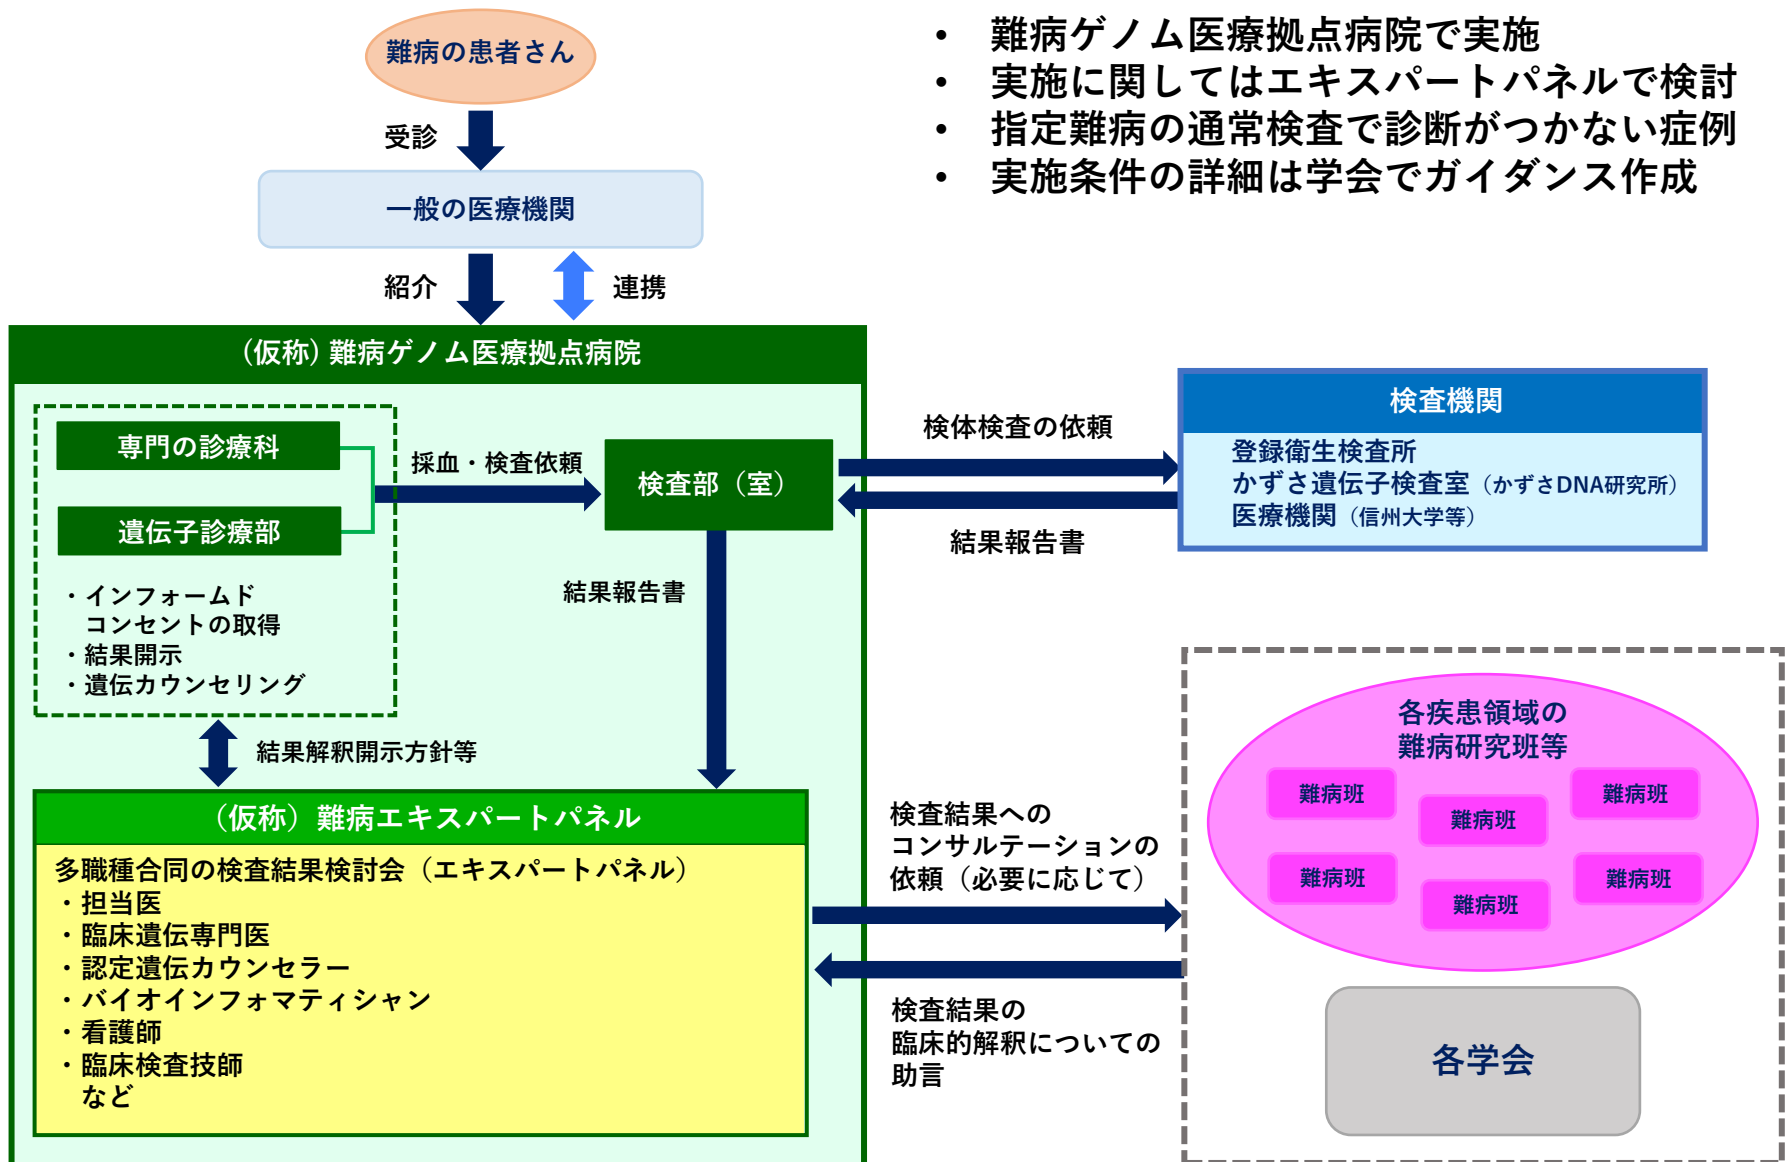 難病の患者さん
• 難病ゲノム医療拠点病院で実施
• 実施に関してはエキスパートパネルで検討
• 指定難病の通常検査で診断がつかない症例
• 実施条件の詳細は学会でガイダンス作成
受診
一般の医療機関
紹介
連携
(仮称) 難病ゲノム医療拠点病院
専門の診療科
遺伝子診療部
・インフォームド
コンセントの取得
・結果開示
・遺伝カウンセリング
採血・検査依頼
検査部（室）
検体検査の依頼
結果報告書
検査機関
登録衛生検査所
かずさ遺伝子検査室（かずさDNA研究所）
医療機関（信州大学等）
結果報告書
結果解釈開示方針等
（仮称）難病エキスパートパネル
多職種合同の検査結果検討会（エキスパートパネル）
・担当医
・臨床遺伝専門医
・認定遺伝カウンセラー
・バイオインフォマティシャン
・看護師
・臨床検査技師
など
検査結果への
コンサルテーションの
依頼（必要に応じて）
検査結果の
臨床的解釈についての
助言
各疾患領域の
難病研究班等
難病班
難病班
難病班
難病班
難病班
難病班
各学会